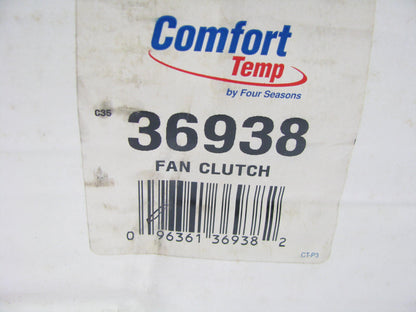 Comfort
Temp
by Four Seasons
C35
36938
FAN CLUTCH
0 96361 36938 2
CT-P3